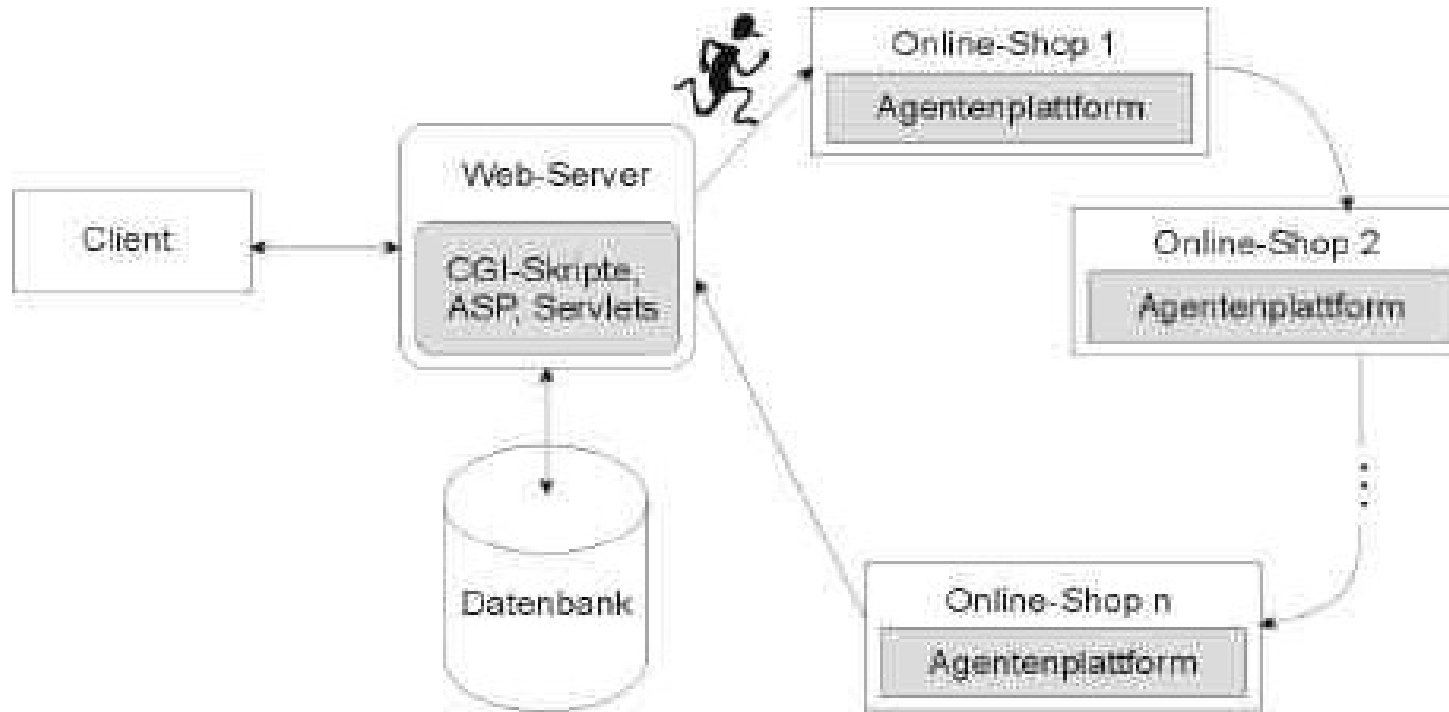 Online-Shop 1
Agentenplattform
Web-Server
CGI-Skripte,
ASP, Servlets
Client
Online-Shop 2
Agentenplattform
Datenbank
Online-Shop n
Agentenplattform